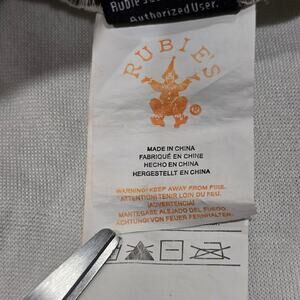 Authorized User.
RUBIE'S
MADE IN CHINA
FABRIQUÉ EN CHINE
HECHO EN CHINA
HERGESTELLT EN CHINA
WARNING! KEEP AWAY FROM FIRE.
ATTENTION!TENIR LOIN DU FEU.
¡ADVERTENCIA!
MANTEGASE ALEJADO DEL FUEGO.
ACHTUNG! VON FEUER FERNHALTEN.